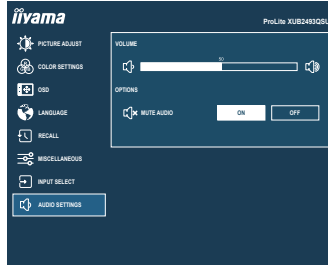 iiyama
ProLite XUB2493QSU
PICTURE ADJUST
COLOR SETTINGS
OSD
LANGUAGE
RECALL
MISCELLANEOUS
INPUT SELECT
AUDIO SETTINGS
VOLUME
50
OPTIONS
MUTE AUDIO
ON
OFF